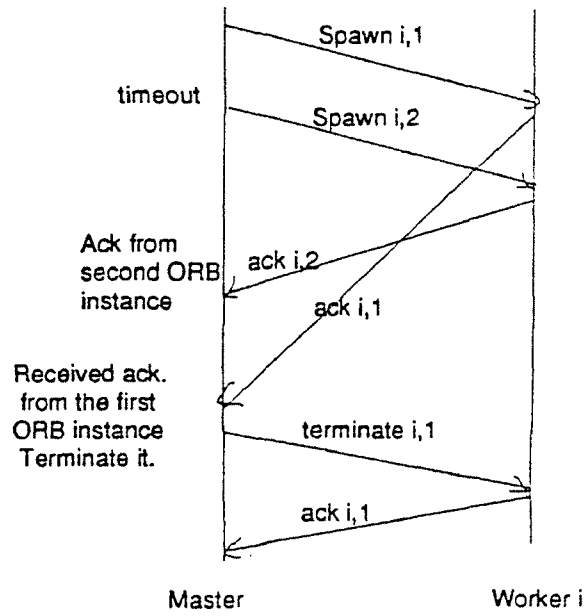 Spawn i,1
timeout
Spawn i,2
Ack from
second ORB
instance
ack i,2
ack i,1
Received ack.
from the first
ORB instance
Terminate it.
terminate i,1
ack i,1
Master
Worker i